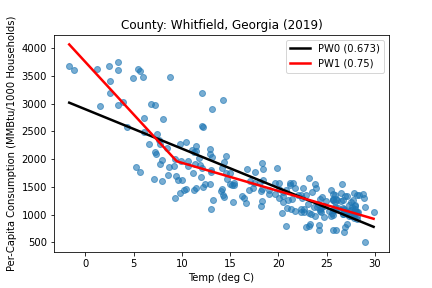 County: Whitfield, Georgia (2019)
Per-Capita Consumption (MMBtu/1000 Households)
4000
3500
3000
2500
2000
1500
1000
500
PW0 (0.673)
PW1 (0.75)
0 5 10 15 20 25 30
Temp (deg C)